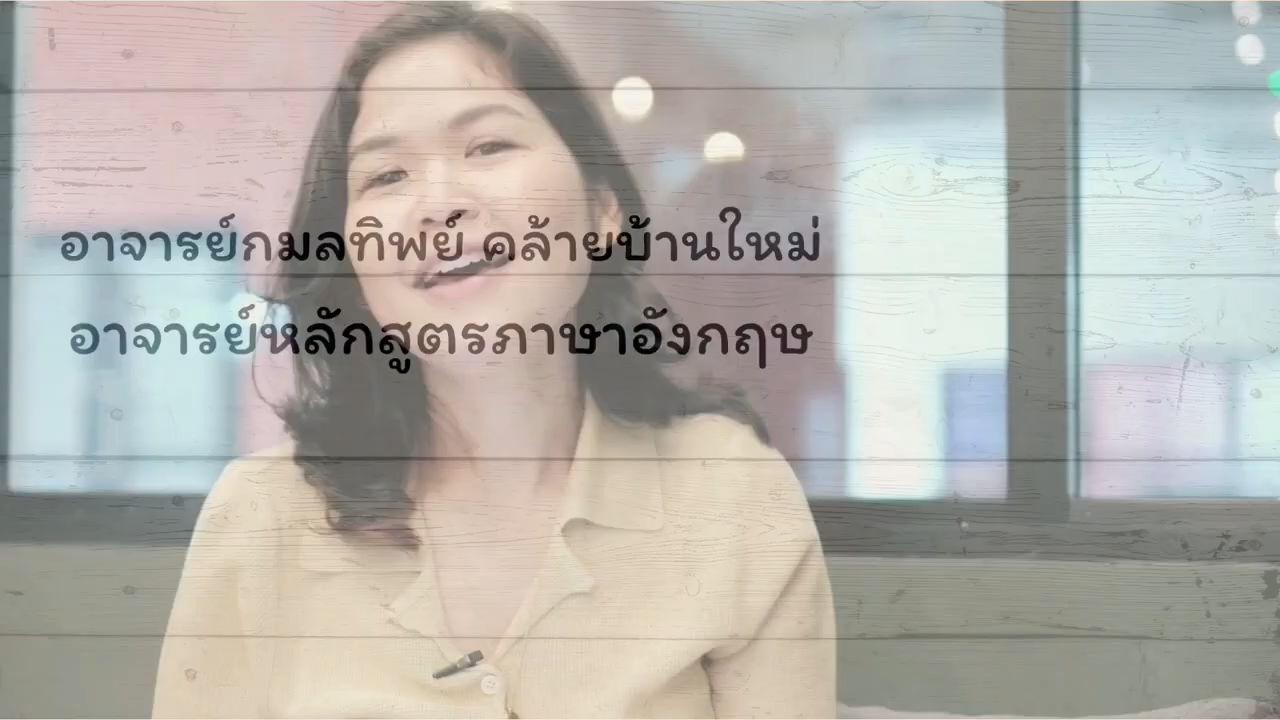 อาจารย์กมลทิพย์ คล้ายบ้านใหม่
อาจารย์หลักสูตรภาษาอังกฤษ